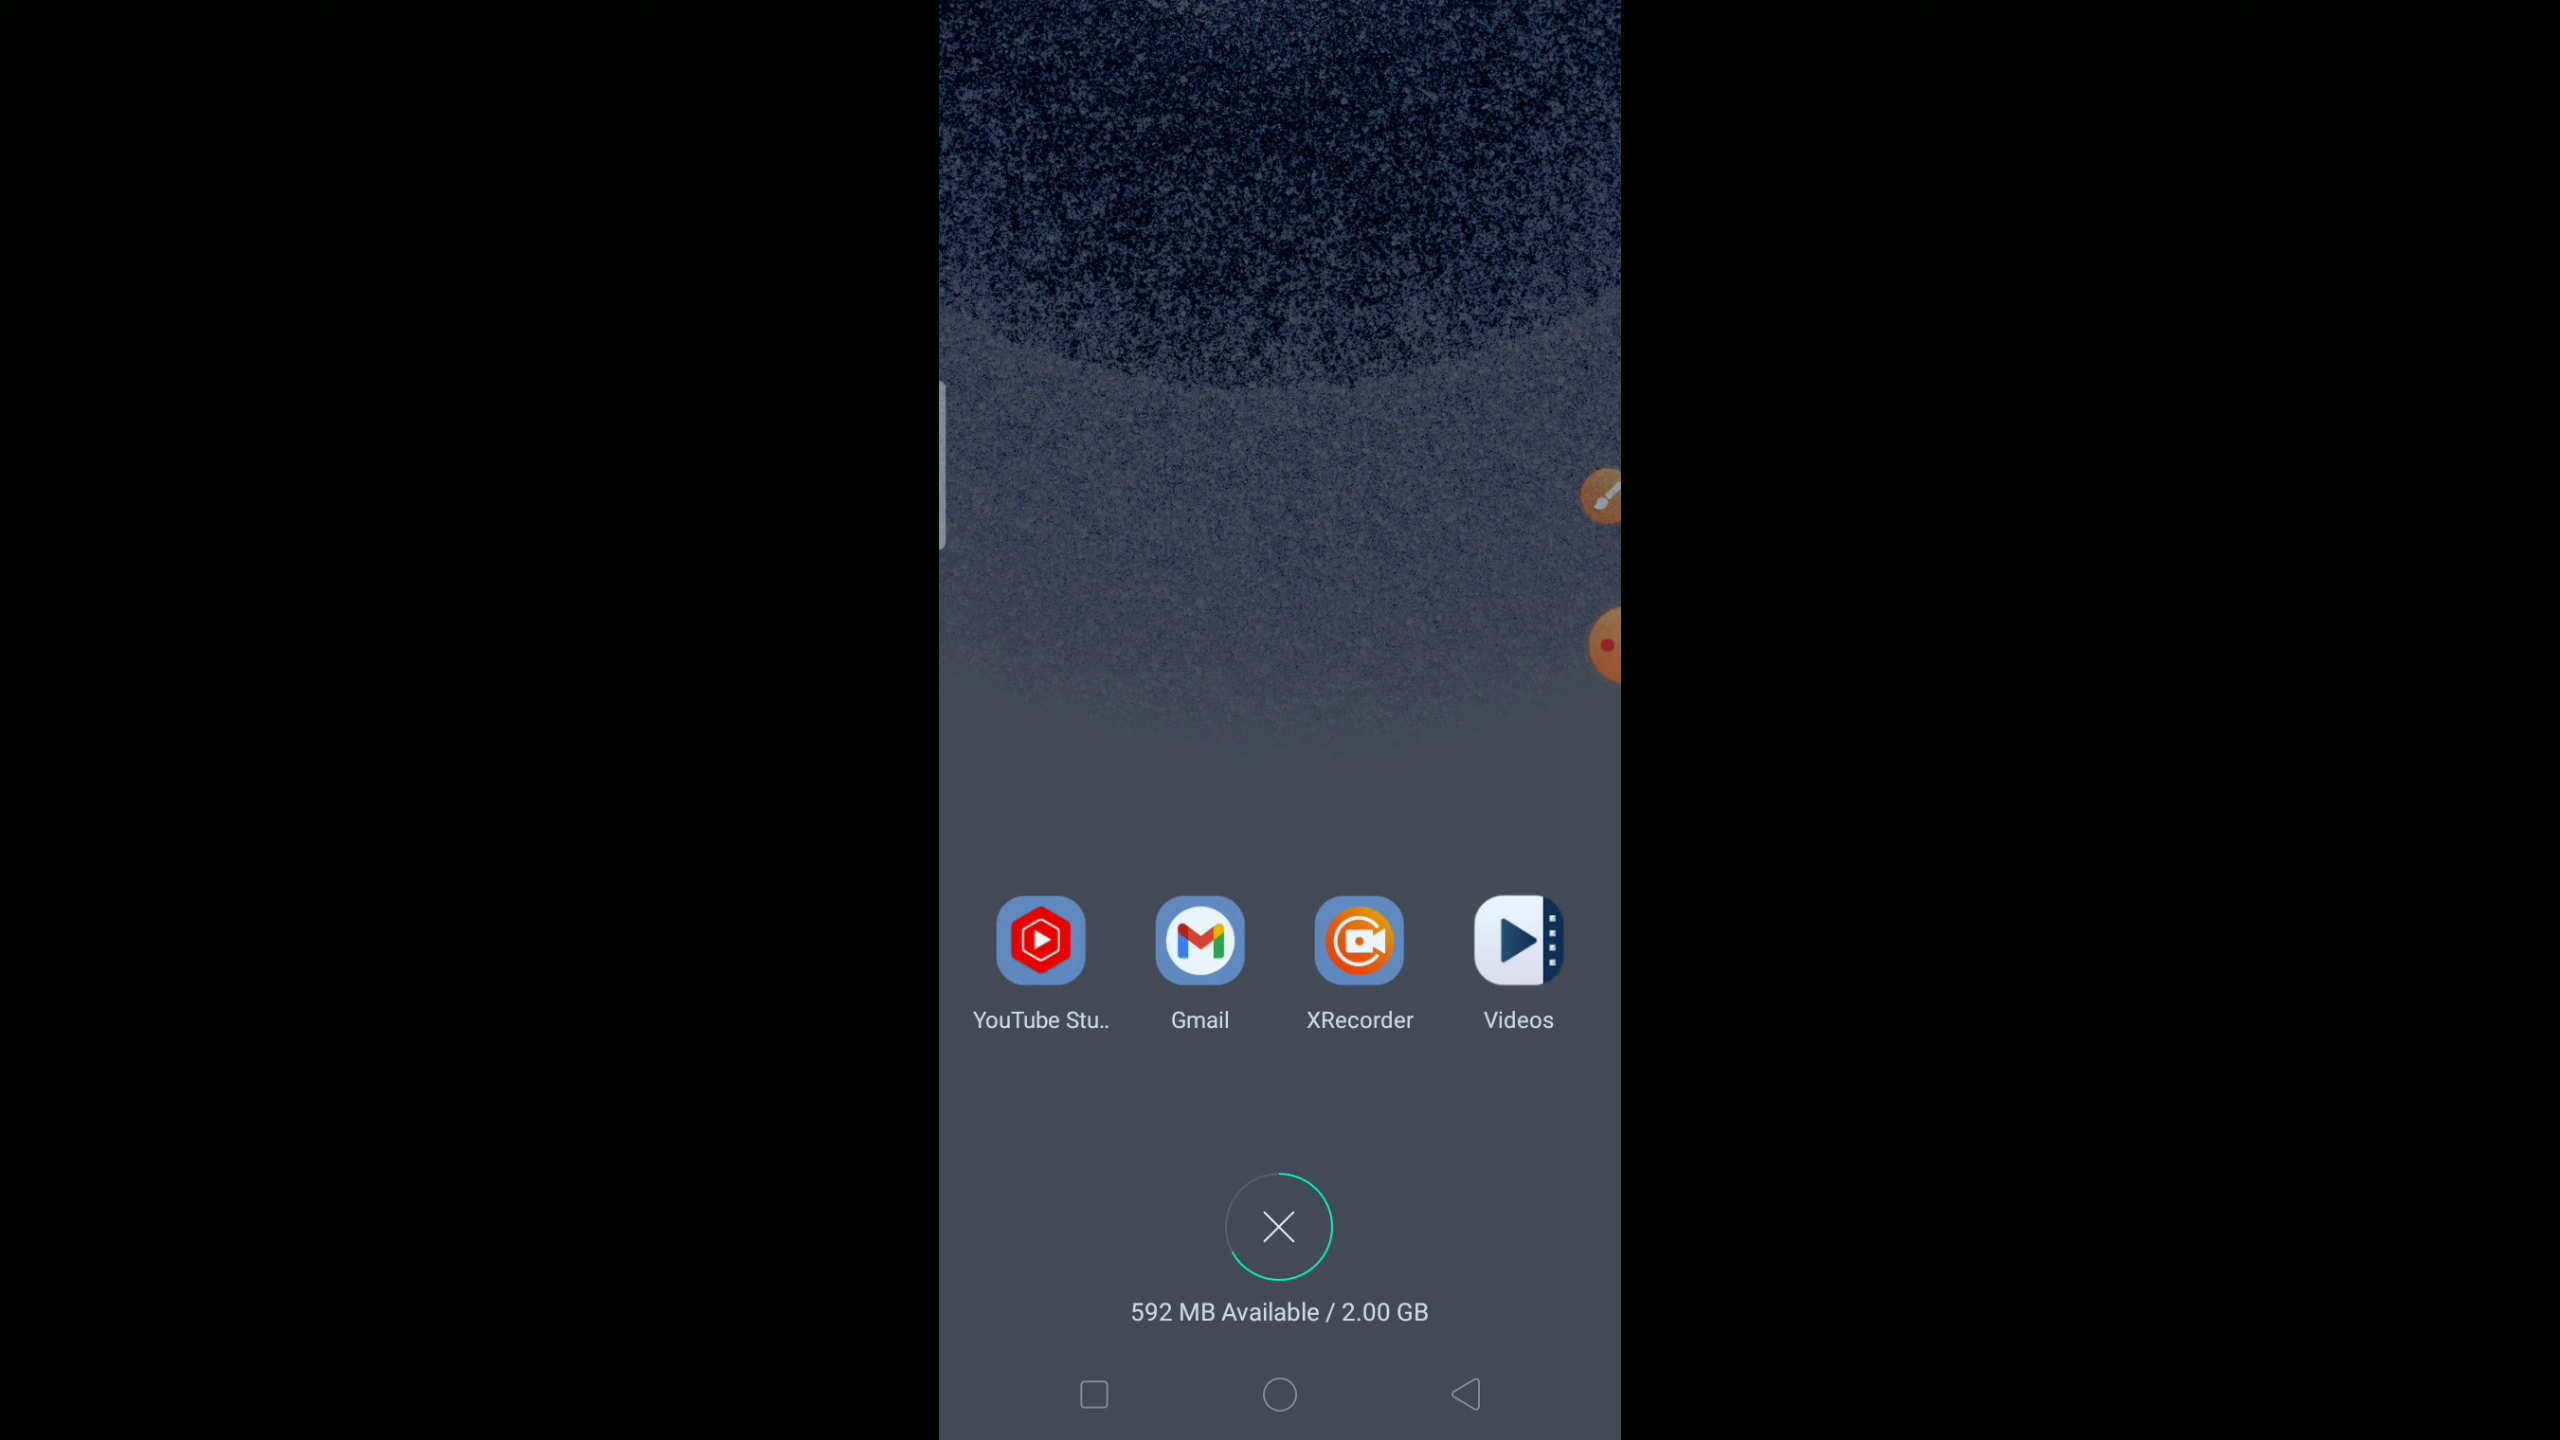 YouTube Stu..
Gmail
XRecorder
Videos
592 MB Available / 2.00 GB